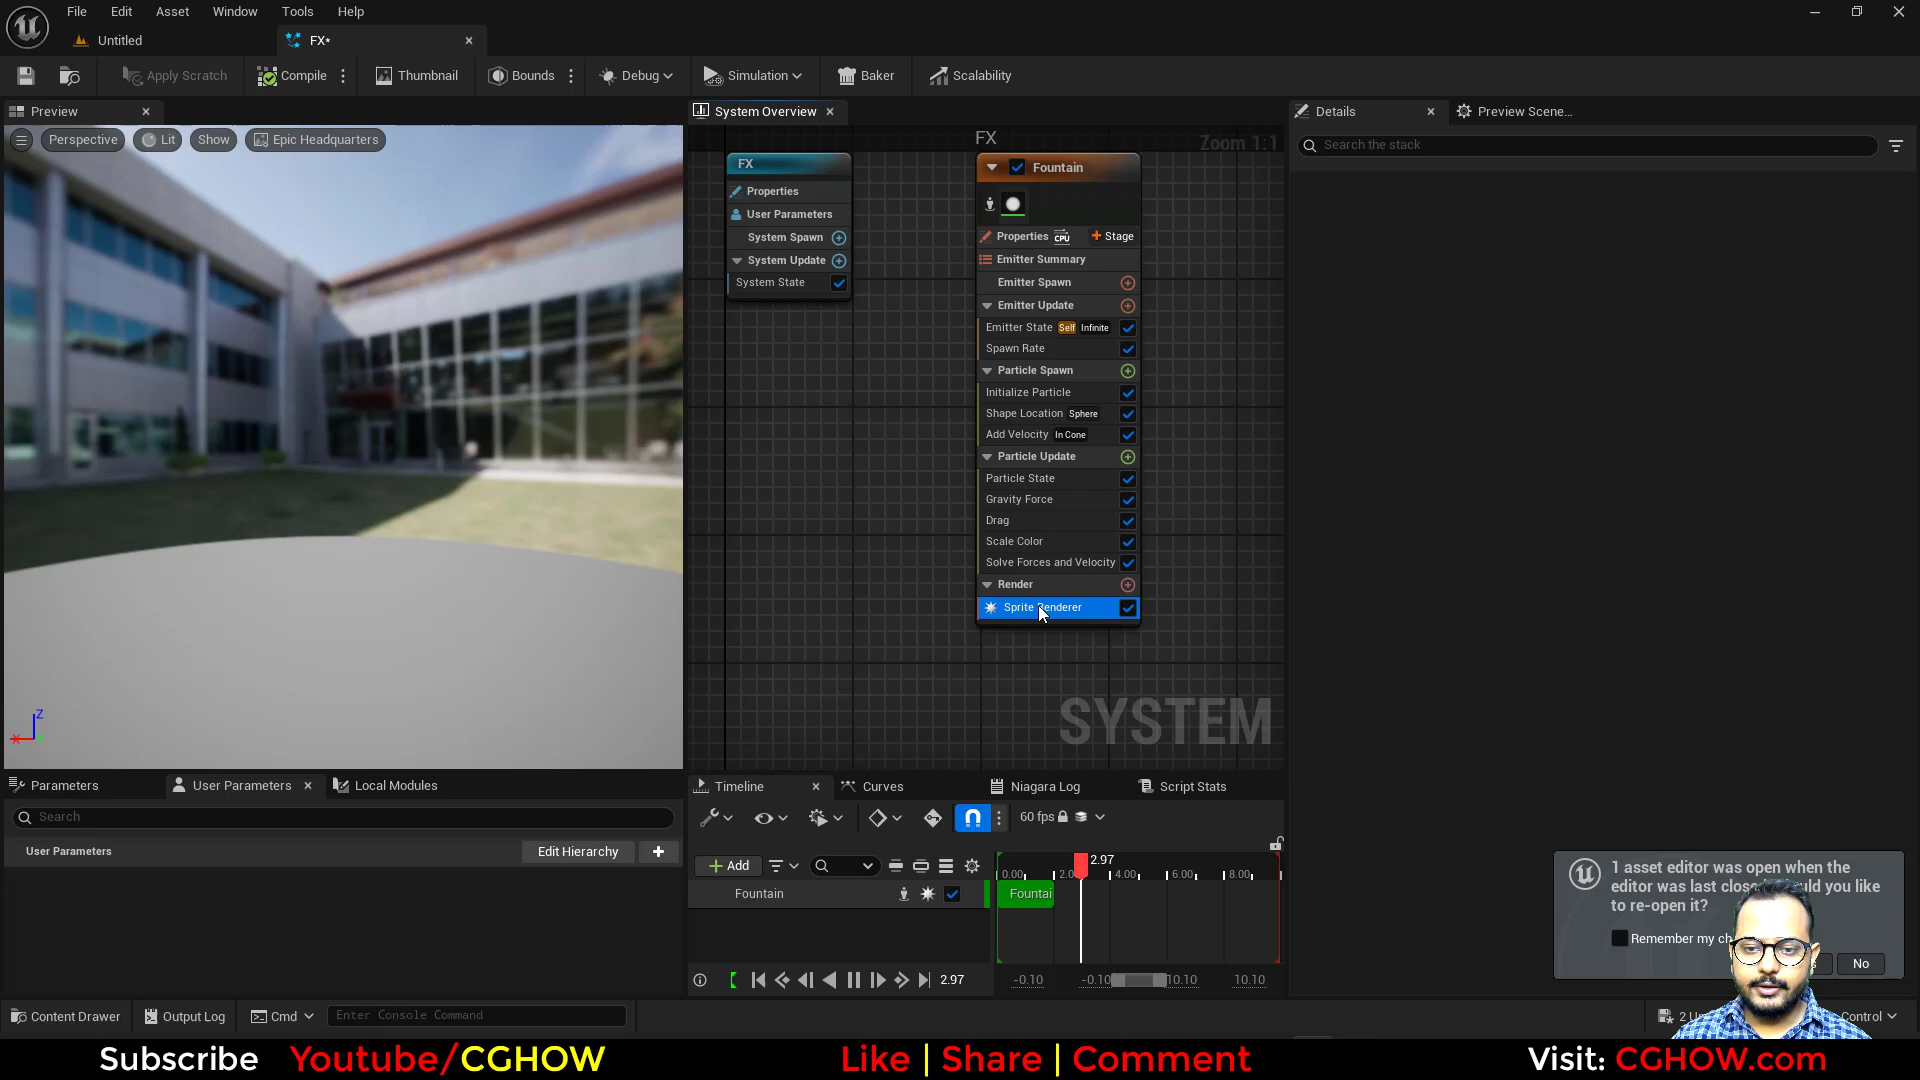 File Edit Asset Window Tools Help
Untitled
FX*
Apply Scratch
Compile
Thumbnail
Bounds
Debug
Simulation
Baker
Scalability
Preview
System Overview
Details
Preview Scene...
Perspective
Lit
Show
Epic Headquarters
FX
Zoom 1:1
Search the stack
FX
Properties
User Parameters
System Spawn
System Update
System State
Fountain
Properties
CPU
Stage
Emitter Summary
Emitter Spawn
Emitter Update
Emitter State Self Infinite
Spawn Rate
Particle Spawn
Initialize Particle
Shape Location Sphere
Add Velocity In Cone
Particle Update
Particle State
Gravity Force
Drag
Scale Color
Solve Forces and Velocity
Render
Sprite Renderer
SYSTEM
Z
X
Parameters
User Parameters
Local Modules
Search
User Parameters
Edit Hierarchy
Timeline
Curves
Niagara Log
Script Stats
60 fps
Add
2.97
0.00 2.0 4.00 6.00 8.00
Fountain
Fountai
2.97
-0.10
-0.10
10.10
10.10
1 asset editor was open when the
editor was last close you like
to re-open it?
Remember my ch
No
Content Drawer
Output Log
Cmd
Enter Console Command
2 U
Control
Subscribe Youtube/CGHOW
Like | Share | Comment
Visit: CGHOW.com